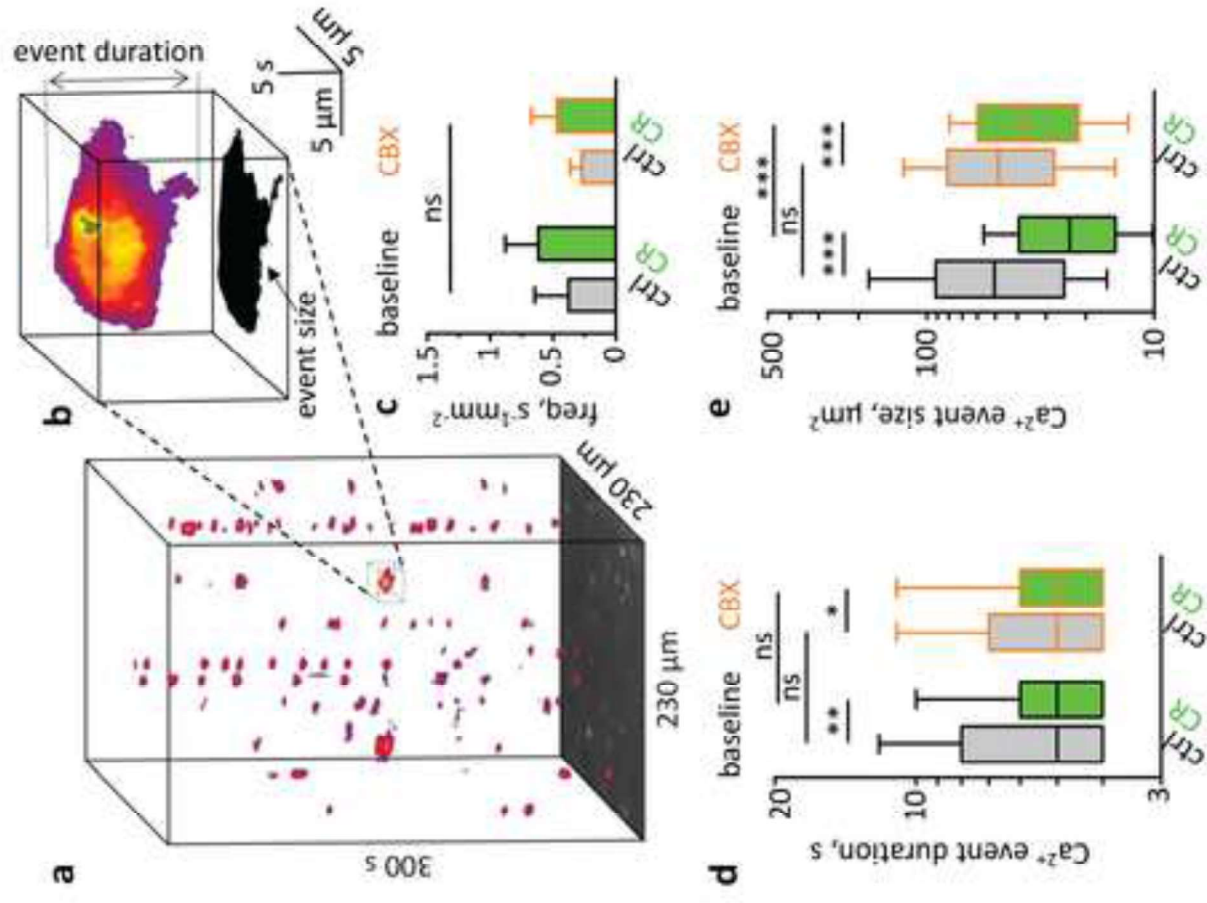 a
300 s
230 µm
230 µm
b
event duration
event size
5 s
5 µm
5 µm
c
baseline CBX
ns
freq, s⁻¹mm⁻²
1.5
1
0.5
0
ctrl CR ctrl CR
d
baseline CBX
ns
ns
** *
Ca²⁺ event duration, s
20
10
3
ctrl CR ctrl CR
e
baseline CBX
***
ns
*** ***
Ca²⁺ event size, µm²
500
100
10
ctrl CR ctrl CR